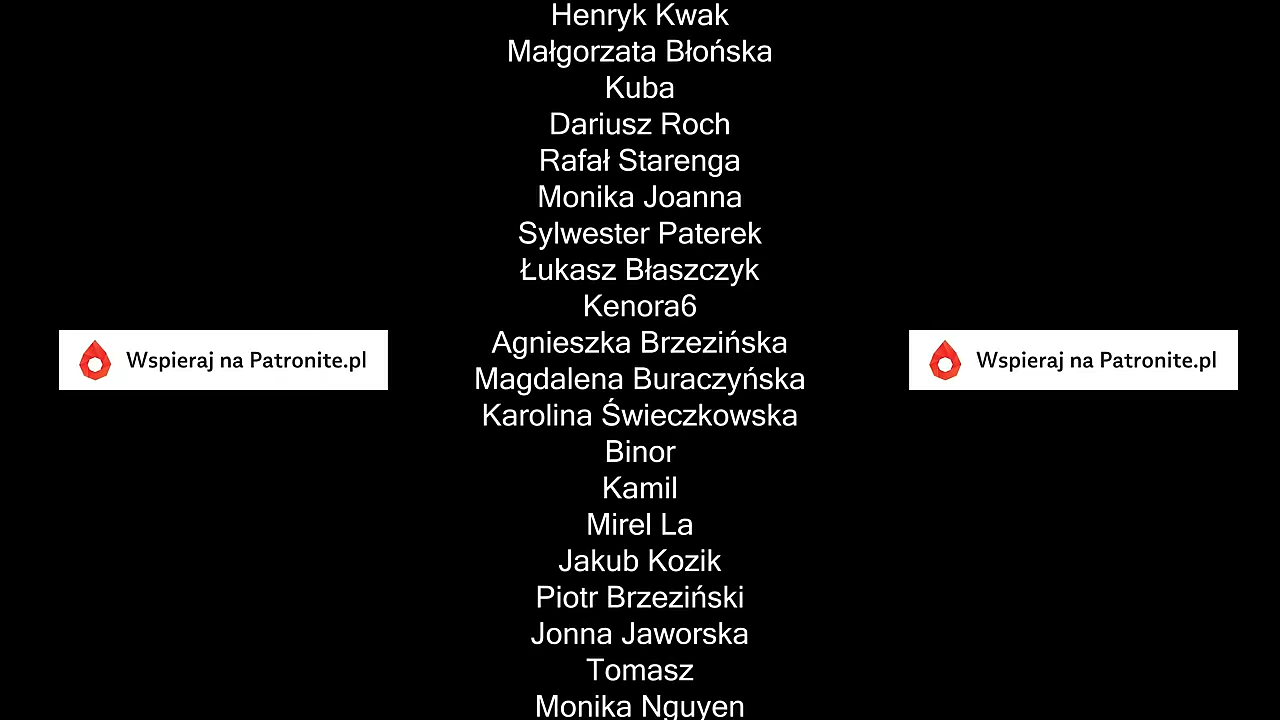 Henryk Kwak
Małgorzata Błońska
Kuba
Dariusz Roch
Rafał Starenga
Monika Joanna
Sylwester Paterek
Łukasz Błaszczyk
Kenora6
Agnieszka Brzezińska
Wspieraj na Patronite.pl
Wspieraj na Patronite.pl
Magdalena Buraczyńska
Karolina Świeczkowska
Binor
Kamil
Mirel La
Jakub Kozik
Piotr Brzeziński
Jonna Jaworska
Tomasz
Monika Nguyen